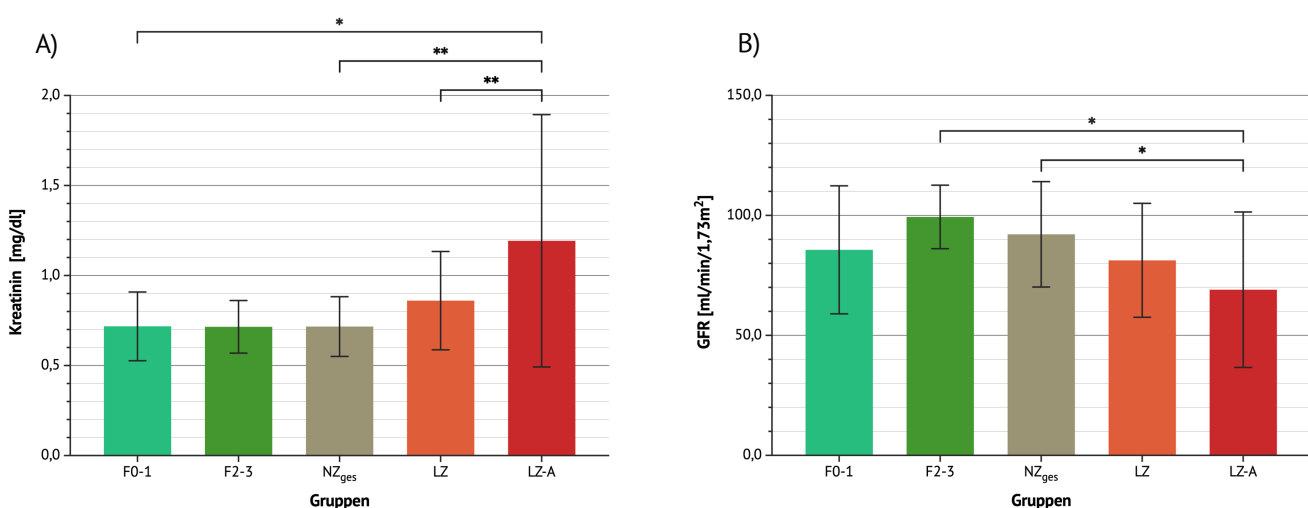 A)
*
**
**
Kreatinin [mg/dl]
2,0
1,5
1,0
0,5
0,0
F0-1 F2-3 NZges LZ LZ-A
Gruppen
B)
*
*
GFR [ml/min/1,73m²]
150,0
100,0
50,0
0,0
F0-1 F2-3 NZges LZ LZ-A
Gruppen